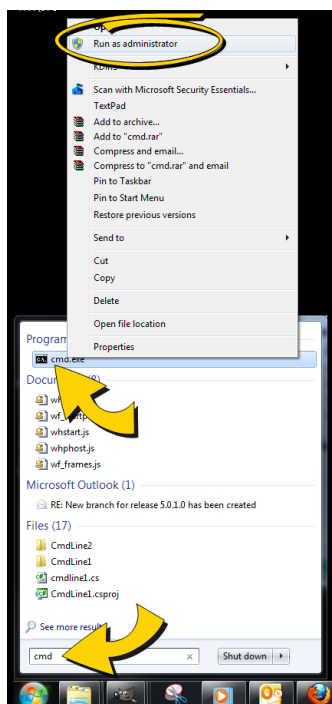 Run as administrator
Scan with Microsoft Security Essentials...
TextPad
Add to archive...
Add to "cmd.rar"
Compress and email...
Compress to "cmd.rar" and email
Pin to Taskbar
Pin to Start Menu
Restore previous versions
Send to
Cut
Copy
Delete
Open file location
Properties
cmd.exe
whstart.js
whphost.js
wf_frames.js
Microsoft Outlook (1)
RE: New branch for release 5.0.1.0 has been created
Files (17)
CmdLine2
CmdLine1
cmdline1.cs
CmdLine1.csproj
See more
cmd
Shut down